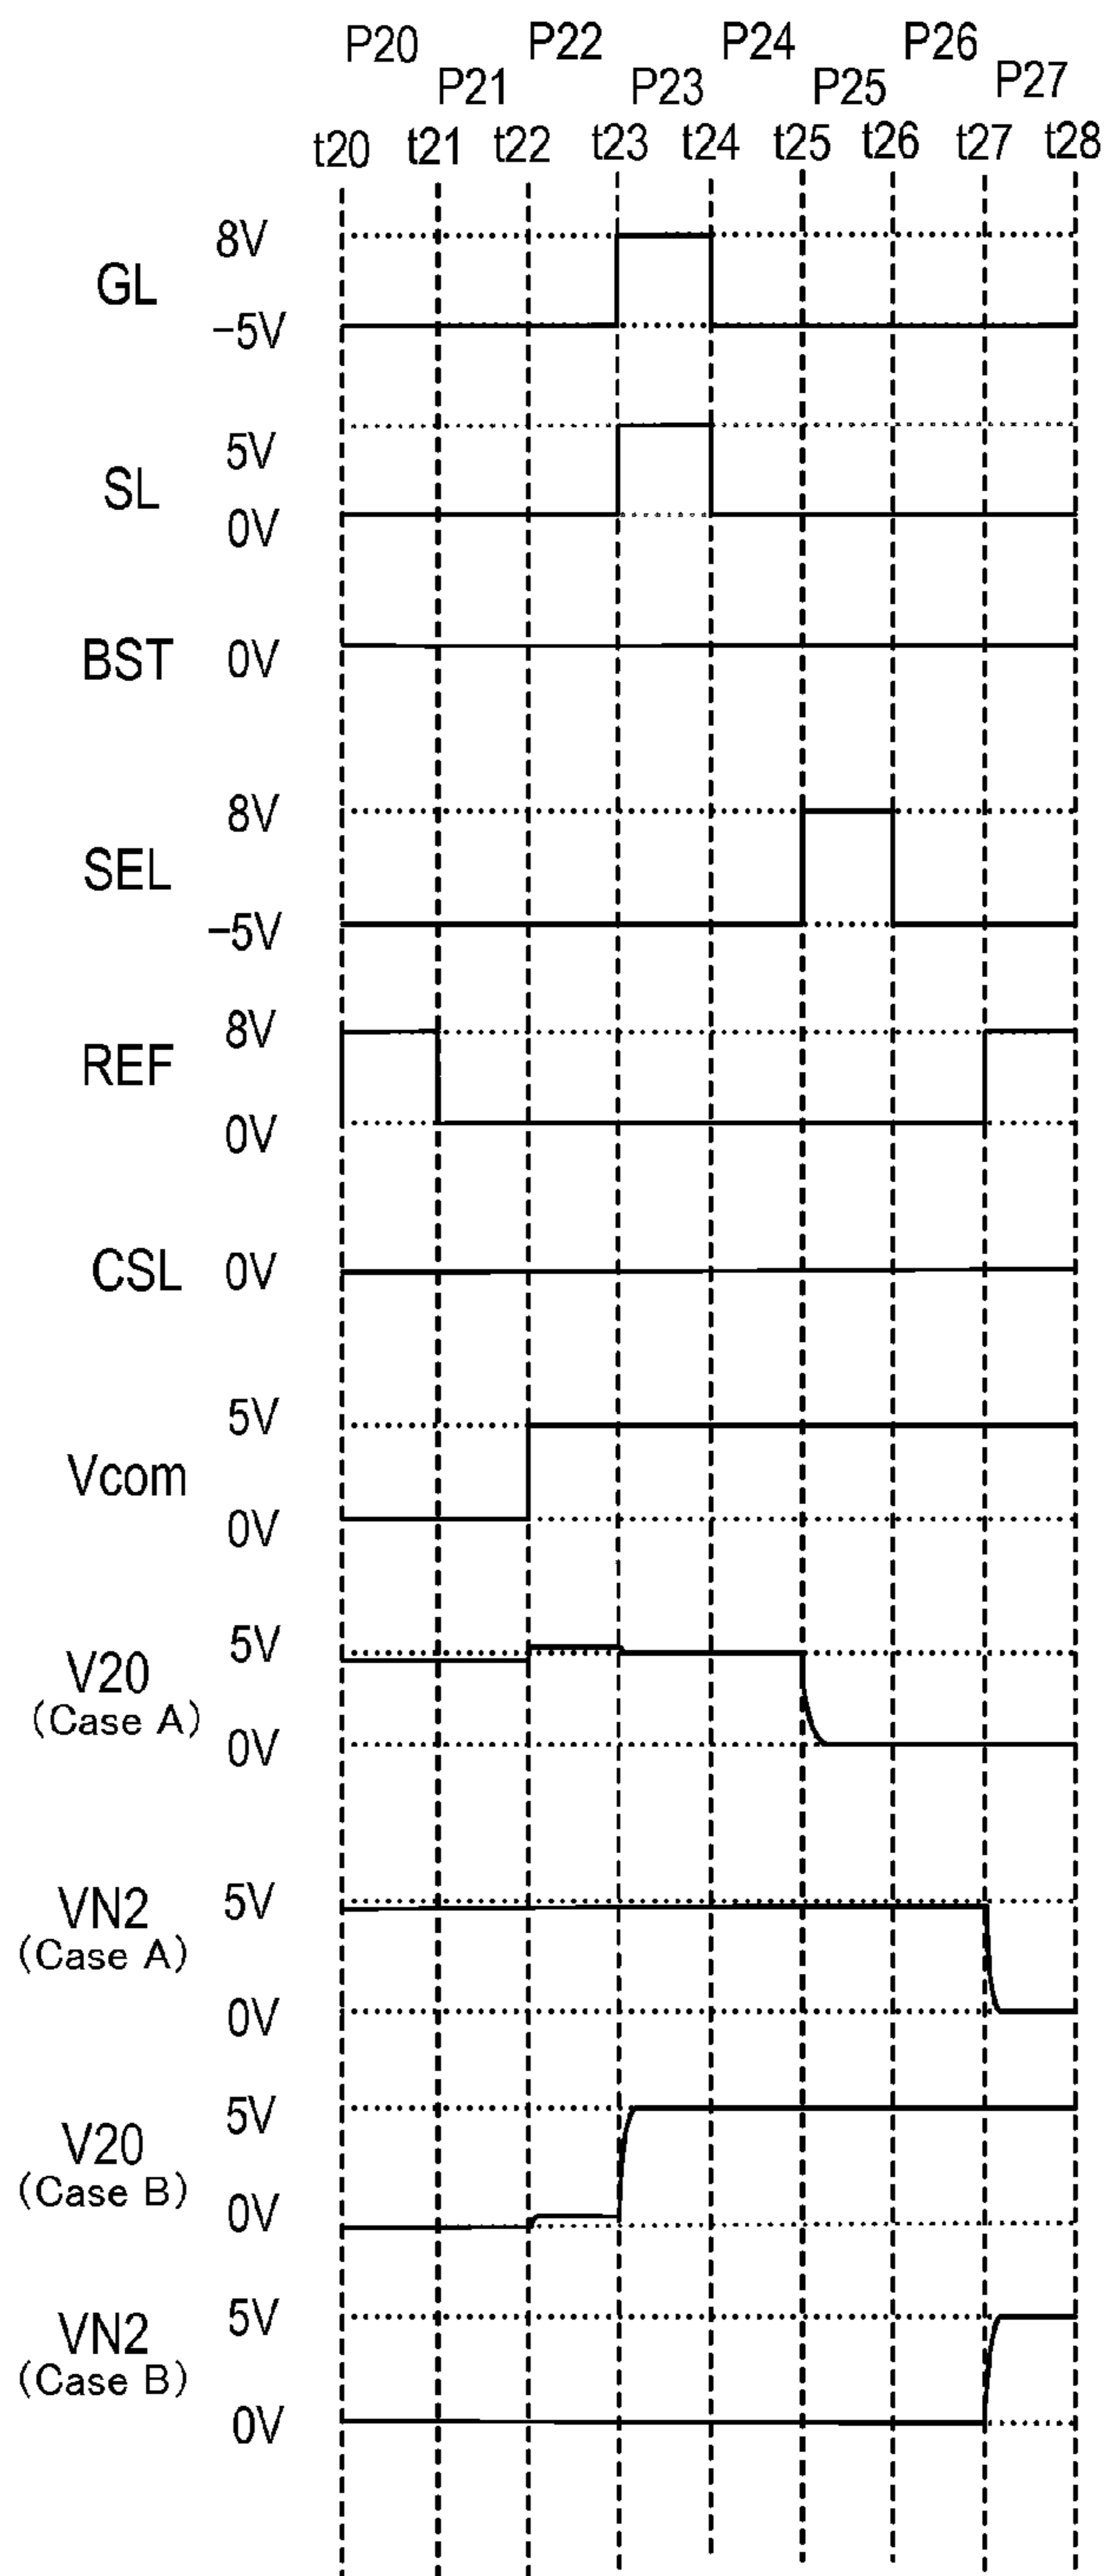 P20 P22 P24 P26
P21 P23 P25 P27
t20 t21 t22 t23 t24 t25 t26 t27 t28
8V
GL
−5V
5V
SL
0V
BST 0V
8V
SEL
−5V
8V
REF
0V
CSL 0V
5V
Vcom
0V
5V
V20
(Case A)
0V
5V
VN2
(Case A)
0V
5V
V20
(Case B)
0V
5V
VN2
(Case B)
0V